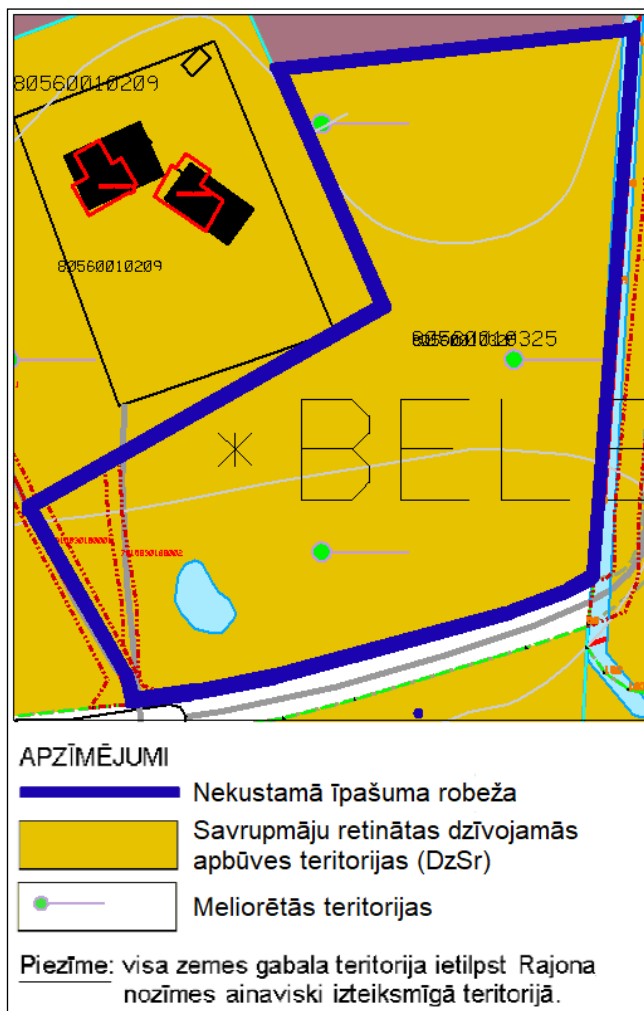 80560010209
80560010209
80560010325
BEL
APZĪMĒJUMI
Nekustamā īpašuma robeža
Savrupmāju retinātas dzīvojamās
apbūves teritorijas (DzSr)
Meliorētās teritorijas
Piezīme: visa zemes gabala teritorija ietilpst Rajona
nozīmes ainaviski izteiksmīgā teritorijā.